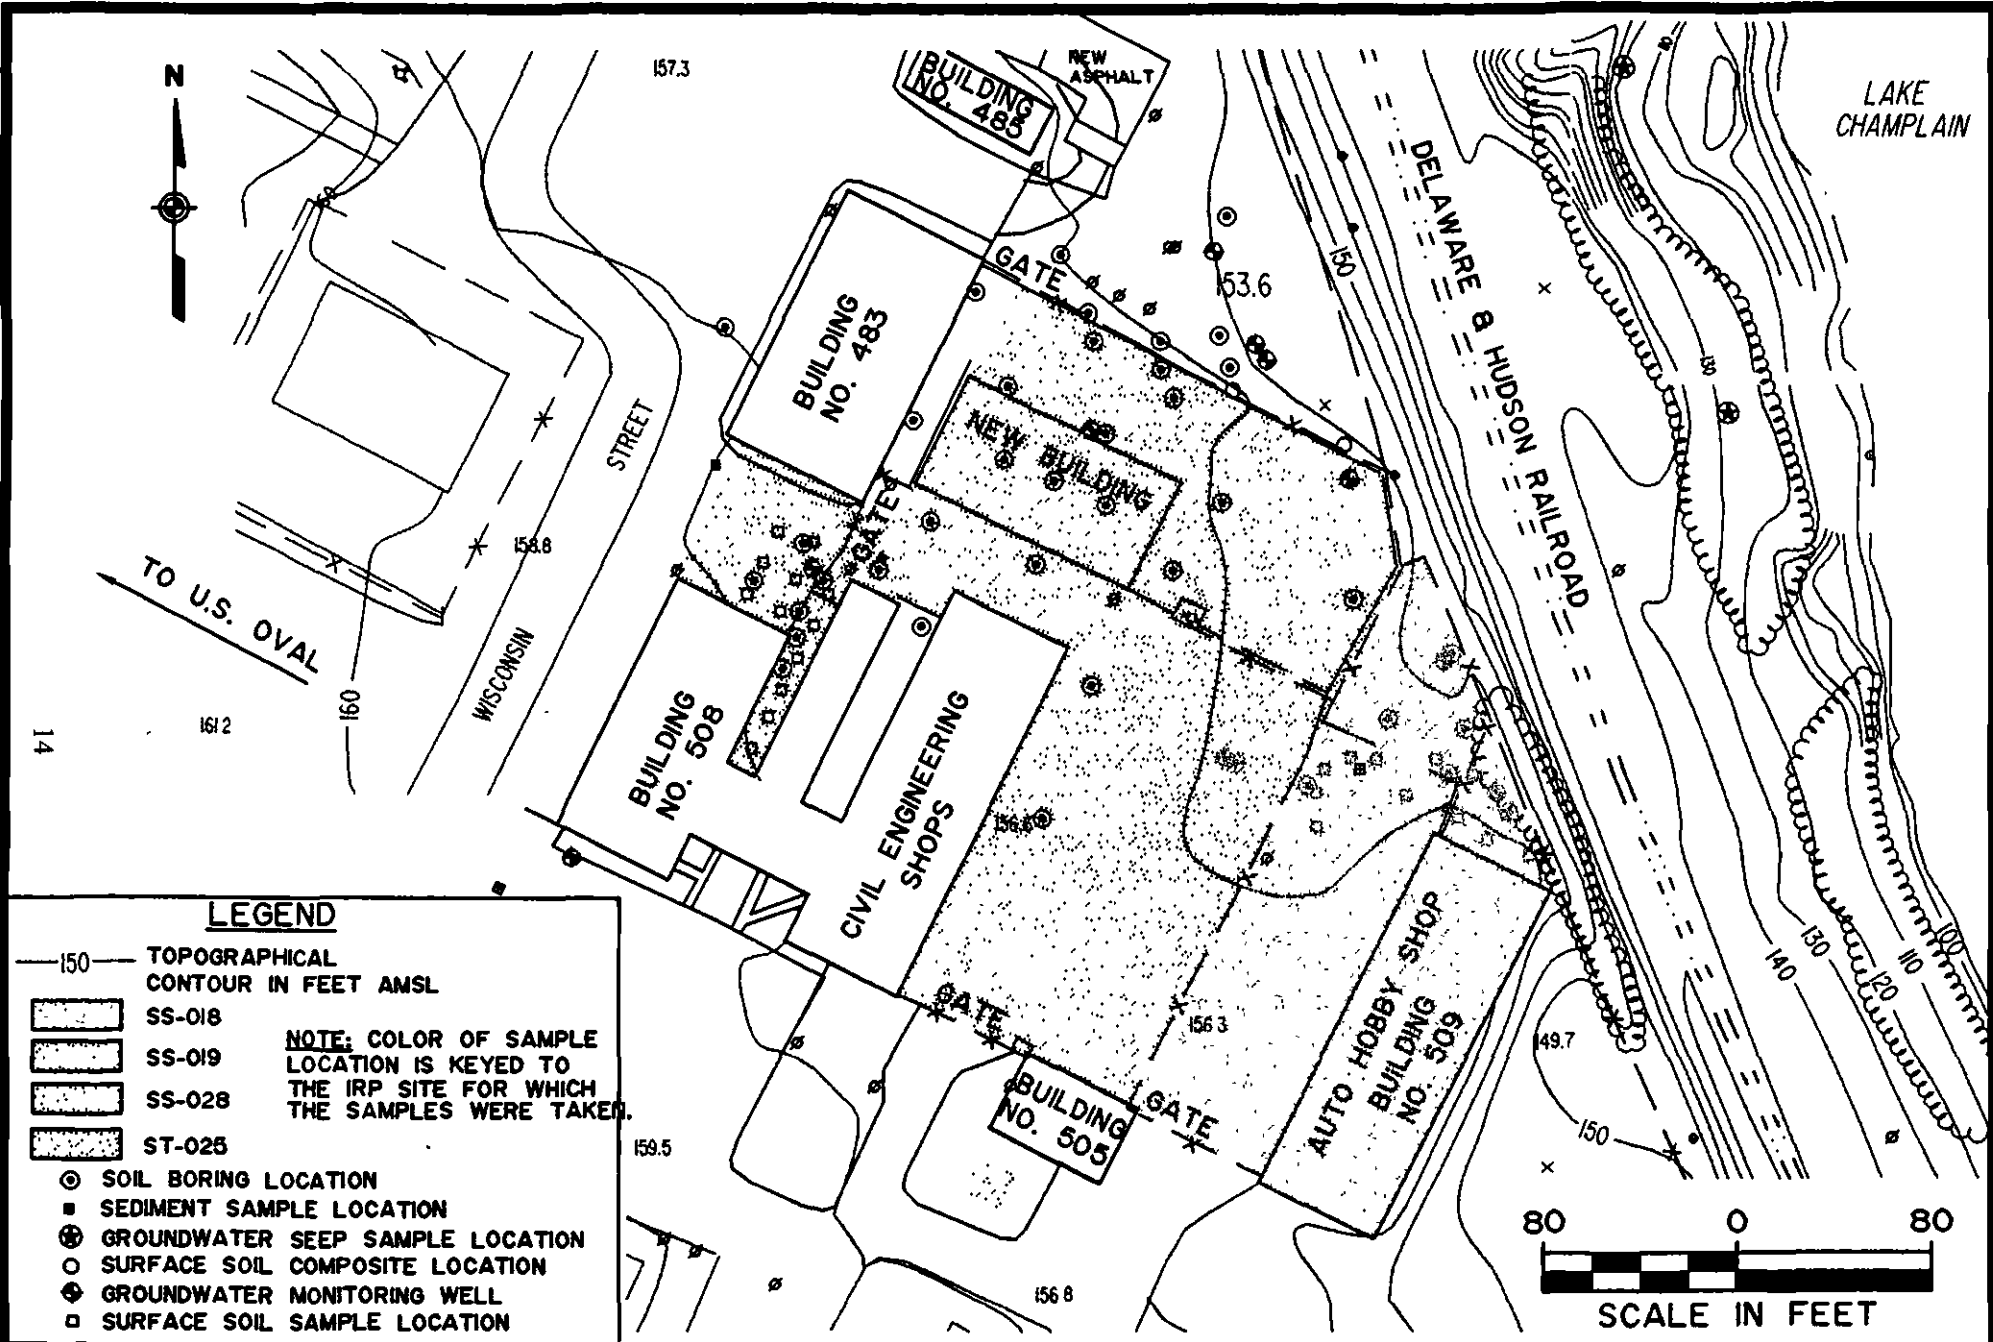 N
157.3
BUILDING
NO. 485
NEW
ASPHALT
110
LAKE
CHAMPLAIN
160
GATE
153.6
150
DELAWARE & HUDSON RAILROAD
130
BUILDING
NO. 483
NEW BUILDING
STREET
158.8
GATE
TO U.S. OVAL
WISCONSIN
160
161.2
14
BUILDING
NO. 508
CIVIL ENGINEERING
SHOPS
156.6
GATE
156.3
AUTO HOBBY SHOP
BUILDING
NO. 509
149.7
150
140
130
120
110
100
BUILDING
NO. 505
GATE
159.5
156.8
LEGEND
150 TOPOGRAPHICAL
CONTOUR IN FEET AMSL
SS-018
SS-019
SS-028
ST-025
NOTE: COLOR OF SAMPLE
LOCATION IS KEYED TO
THE IRP SITE FOR WHICH
THE SAMPLES WERE TAKEN.
SOIL BORING LOCATION
SEDIMENT SAMPLE LOCATION
GROUNDWATER SEEP SAMPLE LOCATION
SURFACE SOIL COMPOSITE LOCATION
GROUNDWATER MONITORING WELL
SURFACE SOIL SAMPLE LOCATION
80 0 80
SCALE IN FEET